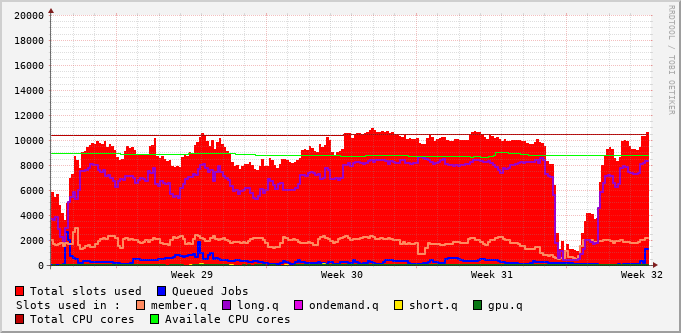 20000
18000
16000
14000
12000
10000
8000
6000
4000
2000
0
Week 29 Week 30 Week 31 Week 32
Total slots used Queued Jobs
Slots used in : member.q long.q ondemand.q short.q gpu.q
Total CPU cores Availale CPU cores
RRDTOOL / TOBI OETIKER